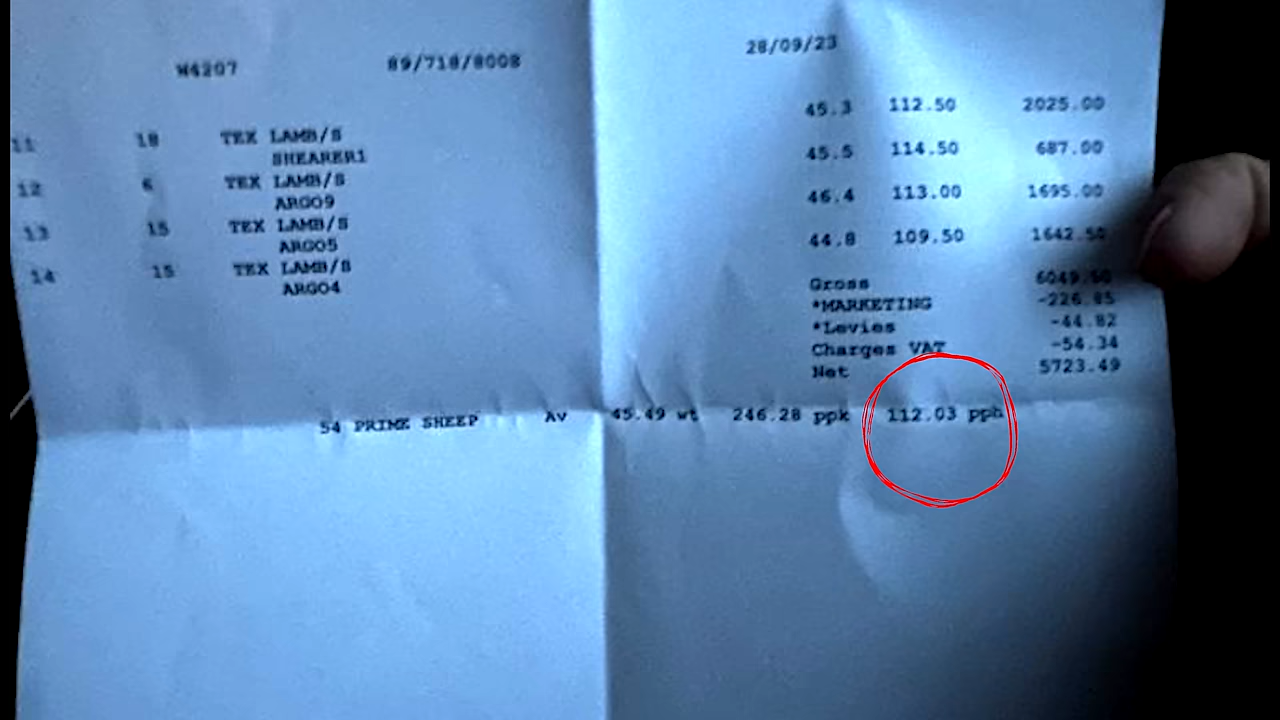 W4207 89/718/8008 28/09/23
11 18 TEX LAMB/S 45.3 112.50 2025.00
SHEARER1
12 6 TEX LAMB/S 45.5 114.50 687.00
ARGO9
13 15 TEX LAMB/S 46.4 113.00 1695.00
ARGO5
14 15 TEX LAMB/S 44.8 109.50 1642.50
ARGO4
Gross 6049.50
*MARKETING -226.85
*Levies -44.82
Charges VAT -54.34
Net 5723.49
54 PRIME SHEEP Av 45.49 wt 246.28 ppk 112.03 pph